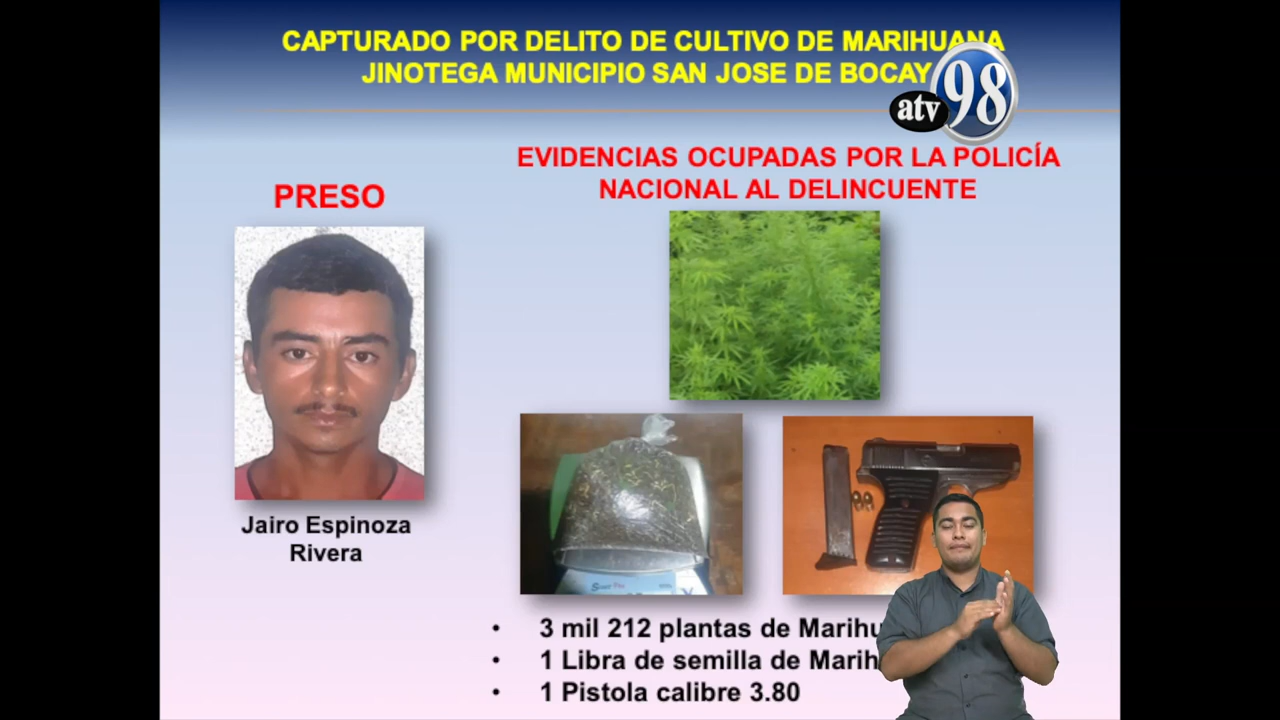 CAPTURADO POR DELITO DE CULTIVO DE MARIHUANA
JINOTEGA MUNICIPIO SAN JOSE DE BOCAY
atv 98
EVIDENCIAS OCUPADAS POR LA POLICÍA
NACIONAL AL DELINCUENTE
PRESO
Jairo Espinoza
Rivera
• 3 mil 212 plantas de Marihu
• 1 Libra de semilla de Marih
• 1 Pistola calibre 3.80